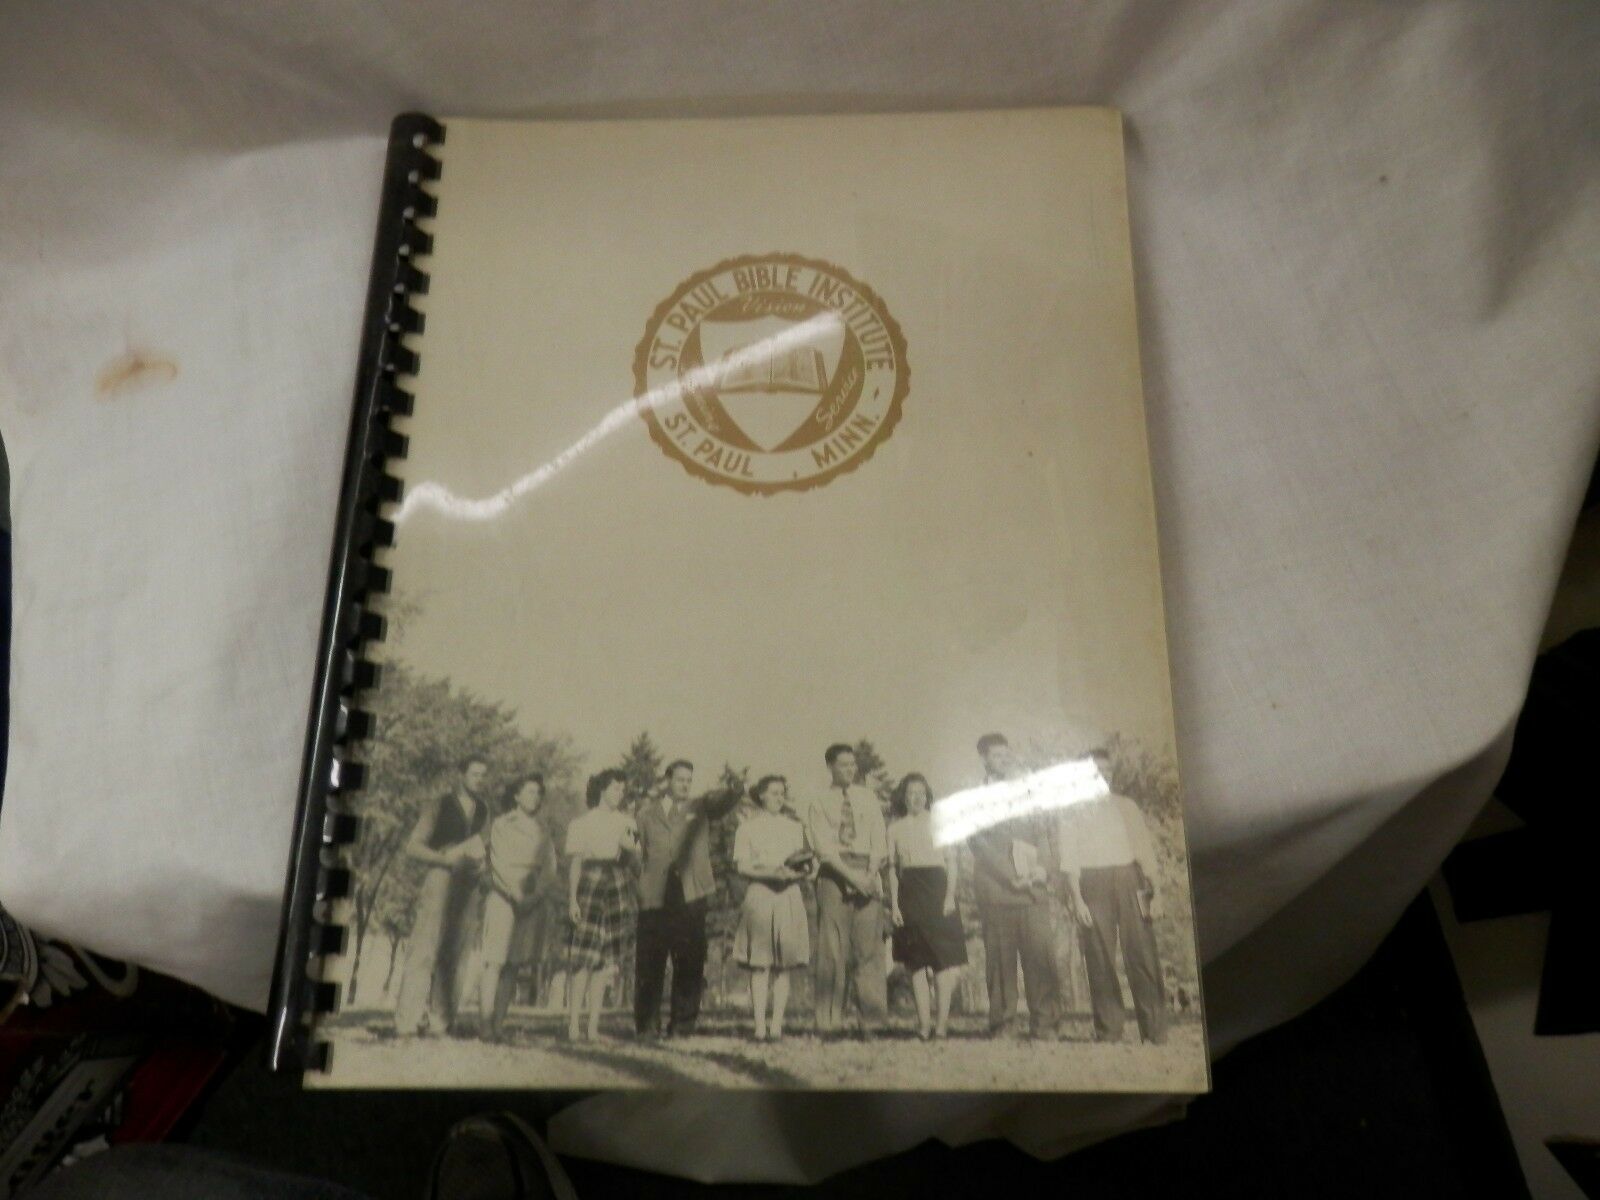 ST. PAUL BIBLE INSTITUTE
Vision
Service
ST. PAUL, MINN.